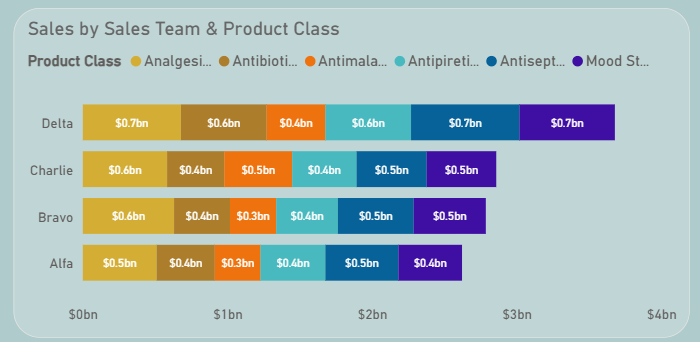 Sales by Sales Team & Product Class
Product Class Analgesi... Antibioti... Antimala... Antipireti... Antisept... Mood St...
Delta $0.7bn $0.6bn $0.4bn $0.6bn $0.7bn $0.7bn
Charlie $0.6bn $0.4bn $0.5bn $0.4bn $0.5bn $0.5bn
Bravo $0.6bn $0.4bn $0.3bn $0.4bn $0.5bn $0.5bn
Alfa $0.5bn $0.4bn $0.3bn $0.4bn $0.5bn $0.4bn
$0bn $1bn $2bn $3bn $4bn